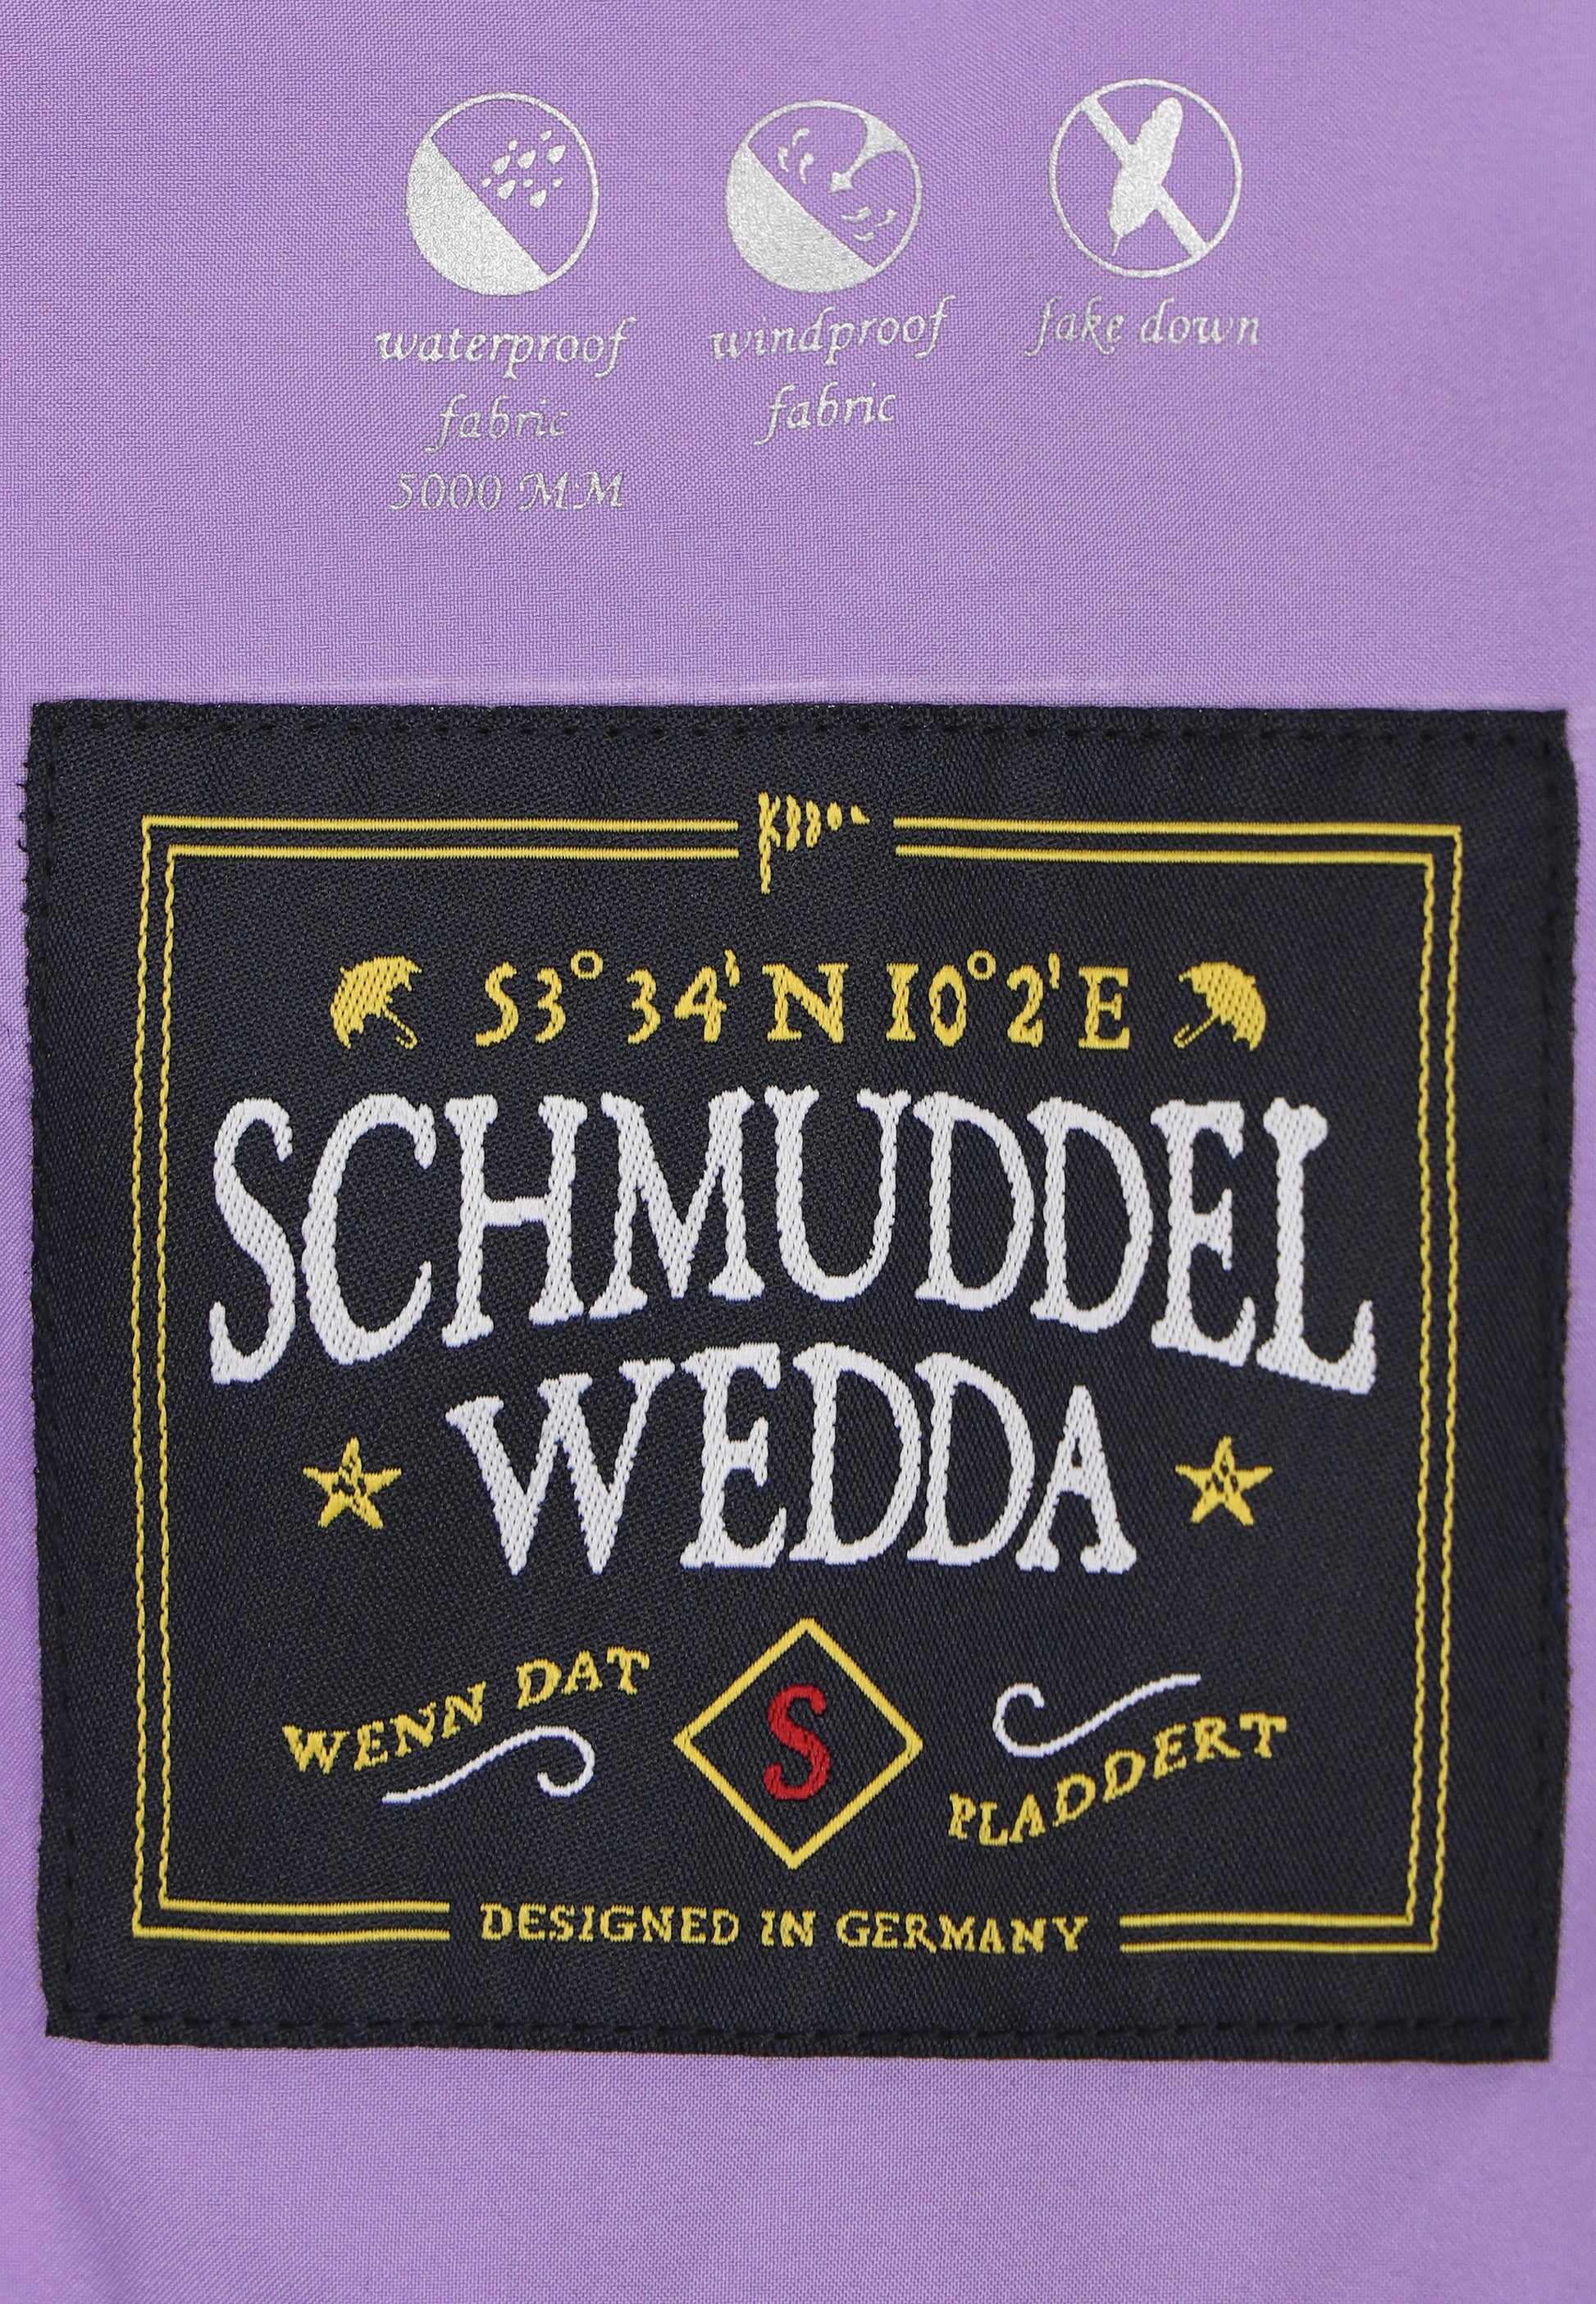 waterproof fabric 5000 MM
windproof fabric
fake down
53° 34' N 10° 2' E
SCHMUDDEL
WEDDA
WENN DAT
S
PLADDERT
DESIGNED IN GERMANY